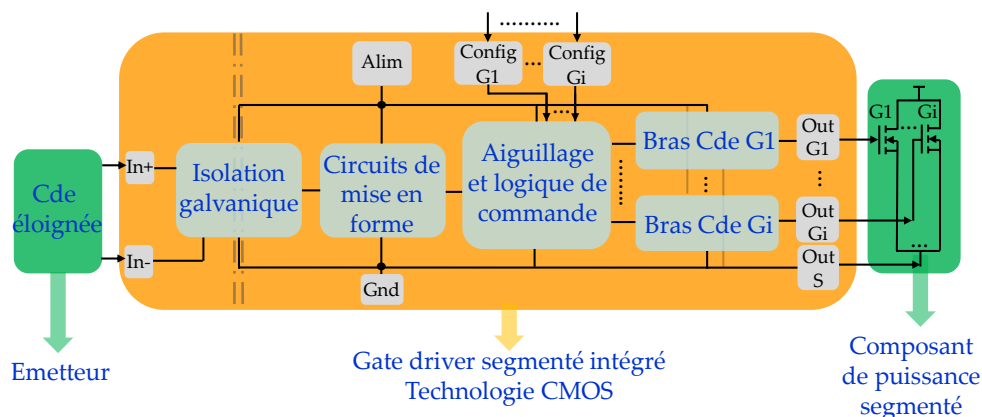 ..........
Alim
Config
G1
...
Config
Gi
...
Cde
éloignée
In+
In-
Isolation
galvanique
Circuits de
mise en
forme
Aiguillage
et logique de
commande
Bras Cde G1
...
Bras Cde Gi
Out
G1
...
Out
Gi
Out
S
Gnd
G1
Gi
...
...
Emetteur
Gate driver segmenté intégré
Technologie CMOS
Composant
de puissance
segmenté